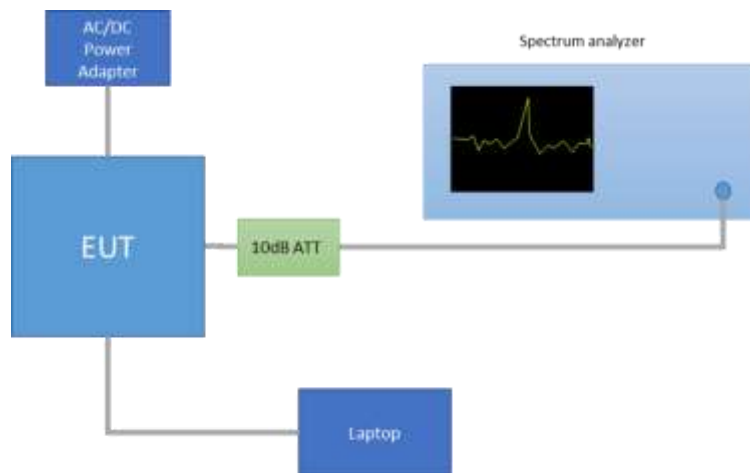 AC/DC
Power
Adapter
Spectrum analyzer
EUT
10dB ATT
Laptop